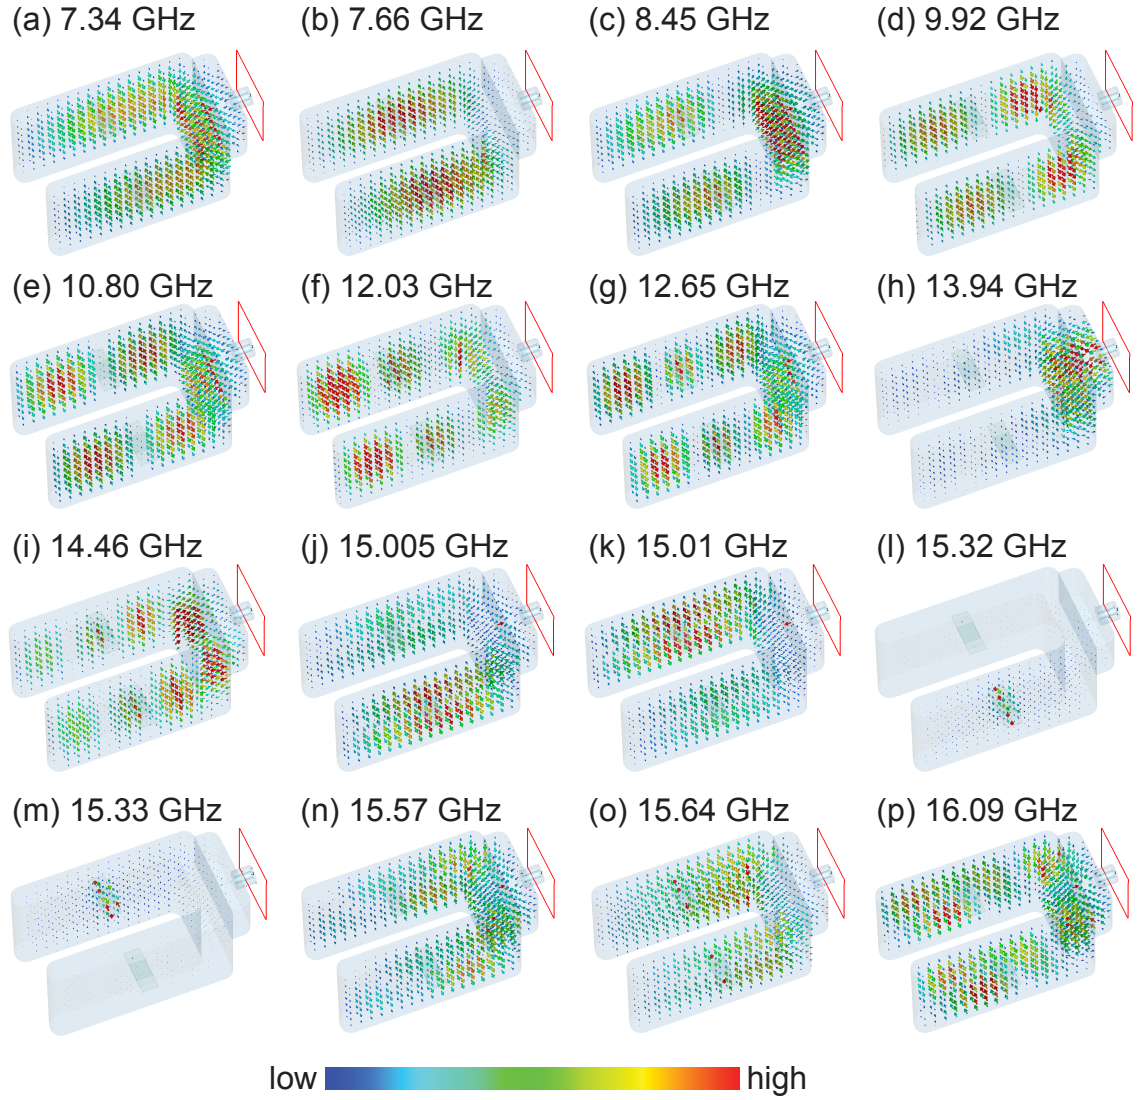 (a) 7.34 GHz (b) 7.66 GHz (c) 8.45 GHz (d) 9.92 GHz
(e) 10.80 GHz (f) 12.03 GHz (g) 12.65 GHz (h) 13.94 GHz
(i) 14.46 GHz (j) 15.005 GHz (k) 15.01 GHz (l) 15.32 GHz
(m) 15.33 GHz (n) 15.57 GHz (o) 15.64 GHz (p) 16.09 GHz
low high